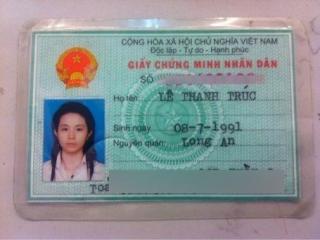 CỘNG HÒA XÃ HỘI CHỦ NGHĨA VIỆT NAM
Độc lập - Tự do - Hạnh phúc
GIẤY CHỨNG MINH NHÂN DÂN
SỐ
Họ tên: LÊ THANH TRÚC
Sinh ngày 08-7-1991
Nguyên quán: Long An